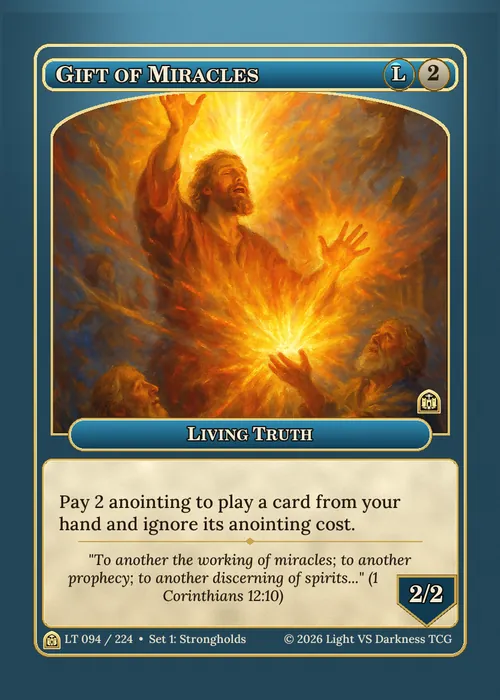 GIFT OF MIRACLES
L 2
LIVING TRUTH
Pay 2 anointing to play a card from your
hand and ignore its anointing cost.
"To another the working of miracles; to another
prophecy; to another discerning of spirits..." (1
Corinthians 12:10)
2/2
LT 094 / 224 • Set 1: Strongholds © 2026 Light VS Darkness TCG